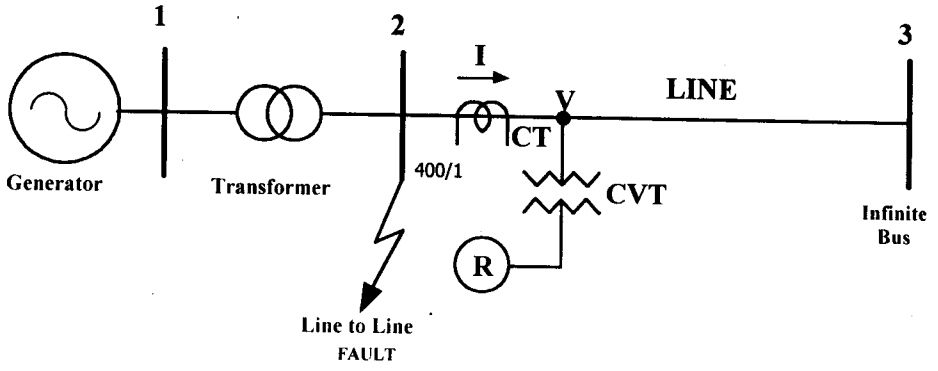 1
2
3
I
V
LINE
CT
400/1
CVT
Generator
Transformer
R
Infinite
Bus
Line to Line
FAULT